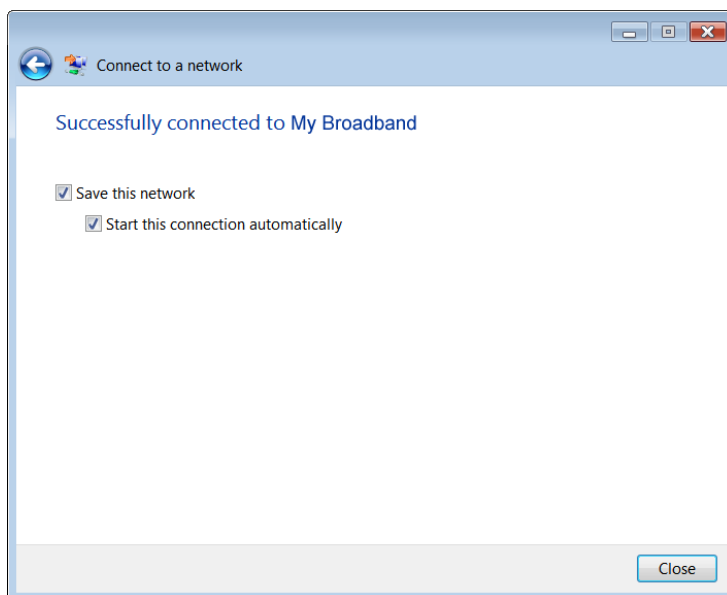 Connect to a network
Successfully connected to My Broadband
Save this network
Start this connection automatically
Close